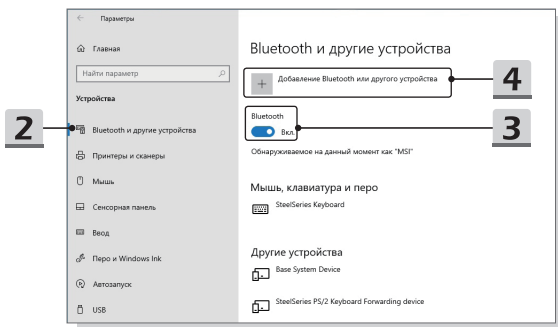 Параметры
Главная
Найти параметр
Устройства
Bluetooth и другие устройства
Принтеры и сканеры
Мышь
Сенсорная панель
Ввод
Перо и Windows Ink
Автозапуск
USB
Bluetooth и другие устройства
Добавление Bluetooth или другого устройства
Bluetooth
Вкл.
Обнаруживаемое на данный момент как "MSI"
Мышь, клавиатура и перо
SteelSeries Keyboard
Другие устройства
Base System Device
SteelSeries PS/2 Keyboard Forwarding device
2
4
3